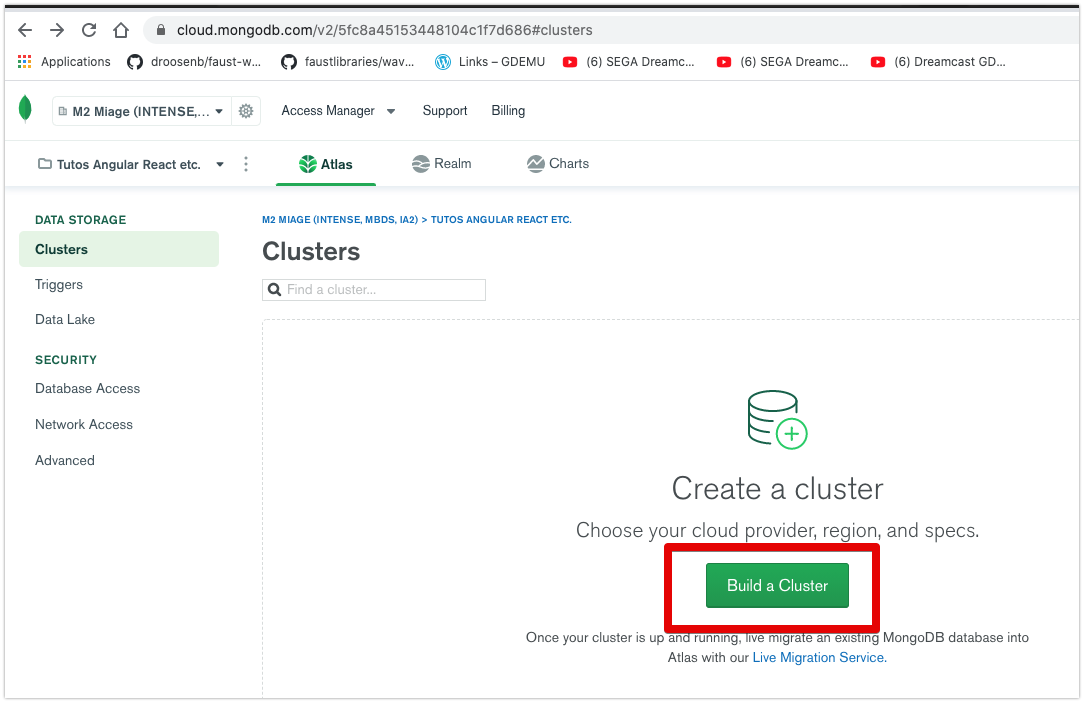 cloud.mongodb.com/v2/5fc8a45153448104c1f7d686#clusters
Applications droosenb/faust-w... faustlibraries/wav... Links – GDEMU (6) SEGA Dreamc... (6) SEGA Dreamc... (6) Dreamcast GD...
M2 Miage (INTENSE,... Access Manager Support Billing
Tutos Angular React etc. Atlas Realm Charts
DATA STORAGE
Clusters
Triggers
Data Lake
SECURITY
Database Access
Network Access
Advanced
M2 MIAGE (INTENSE, MBDS, IA2) > TUTOS ANGULAR REACT ETC.
Clusters
Find a cluster...
Create a cluster
Choose your cloud provider, region, and specs.
Build a Cluster
Once your cluster is up and running, live migrate an existing MongoDB database into
Atlas with our Live Migration Service.